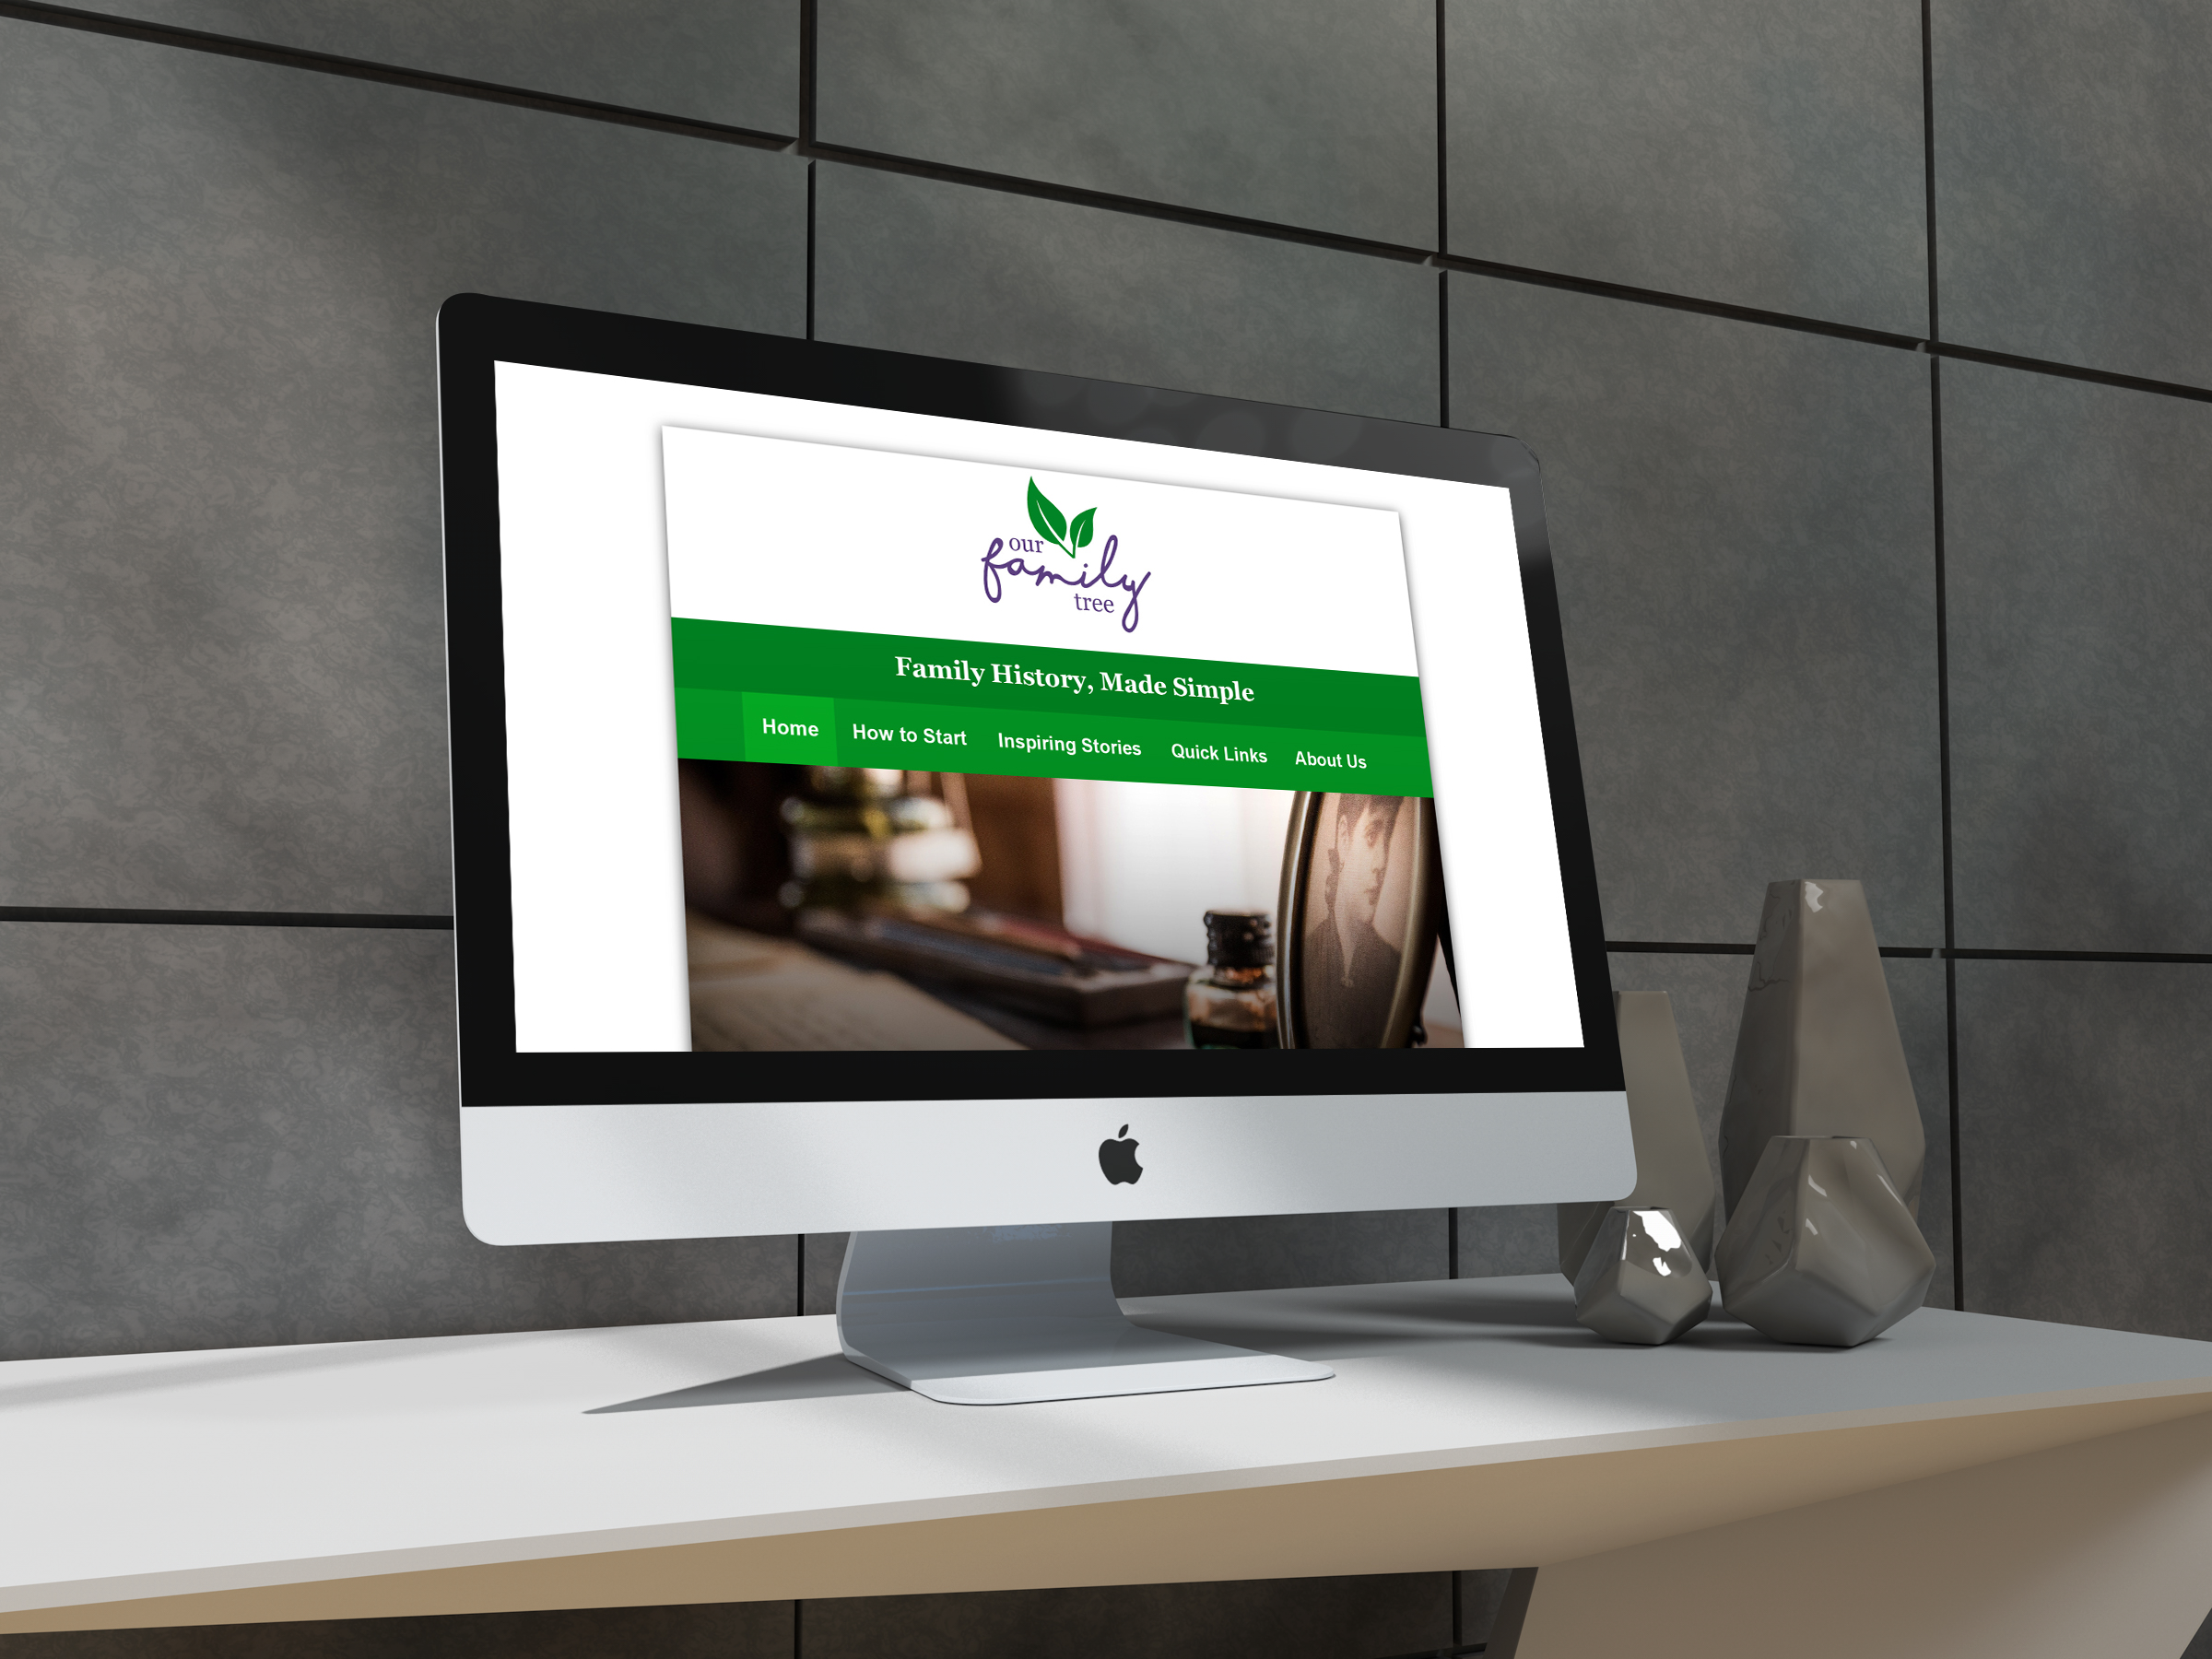 our
family
tree
Family History, Made Simple
Home How to Start Inspiring Stories Quick Links About Us